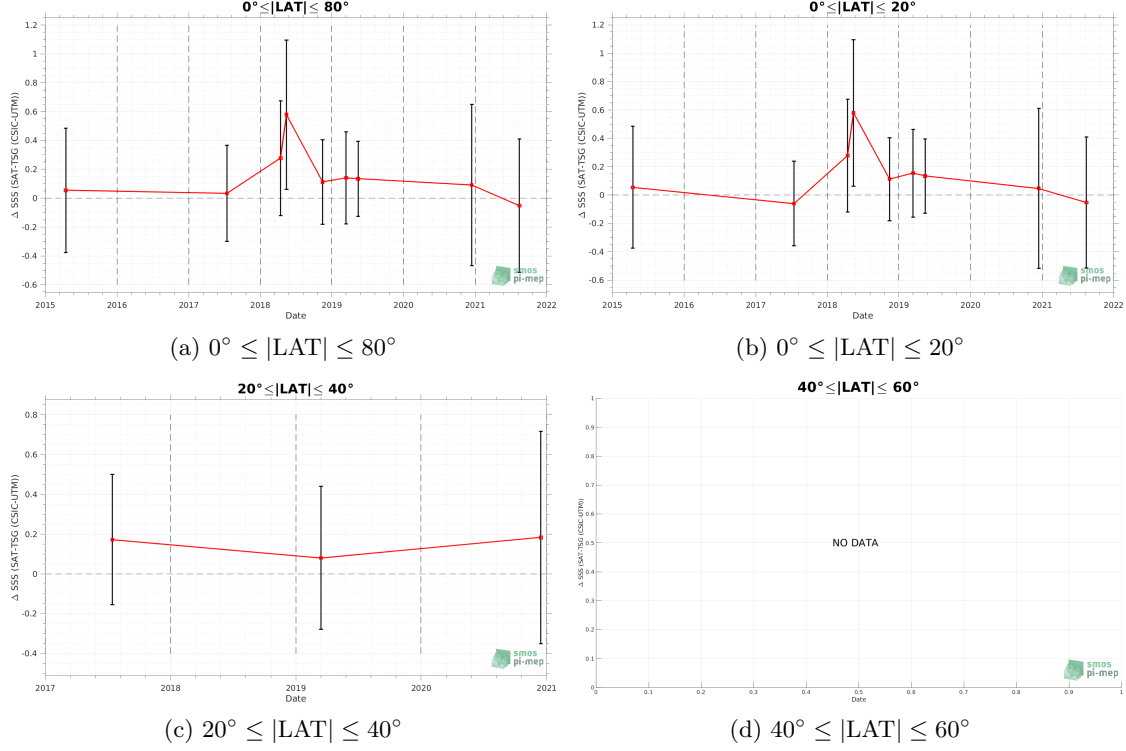 0°≤|LAT|≤ 80°
Δ SSS (SAT-TSG (CSIC-UTM))
1.2
1
0.8
0.6
0.4
0.2
0
-0.2
-0.4
-0.6
2015 2016 2017 2018 2019 2020 2021 2022
Date
smos
pi-mep
(a) 0° ≤ |LAT| ≤ 80°
0°≤|LAT|≤ 20°
Δ SSS (SAT-TSG (CSIC-UTM))
1.2
1
0.8
0.6
0.4
0.2
0
-0.2
-0.4
-0.6
2015 2016 2017 2018 2019 2020 2021 2022
Date
smos
pi-mep
(b) 0° ≤ |LAT| ≤ 20°
20°≤|LAT|≤ 40°
Δ SSS (SAT-TSG (CSIC-UTM))
0.8
0.6
0.4
0.2
0
-0.2
-0.4
2017 2018 2019 2020 2021
Date
smos
pi-mep
(c) 20° ≤ |LAT| ≤ 40°
40°≤|LAT|≤ 60°
Δ SSS (SAT-TSG (CSIC-UTM))
1
0.9
0.8
0.7
0.6
0.5
0.4
0.3
0.2
0.1
0
NO DATA
0 0.1 0.2 0.3 0.4 0.5 0.6 0.7 0.8 0.9 1
Date
smos
pi-mep
(d) 40° ≤ |LAT| ≤ 60°